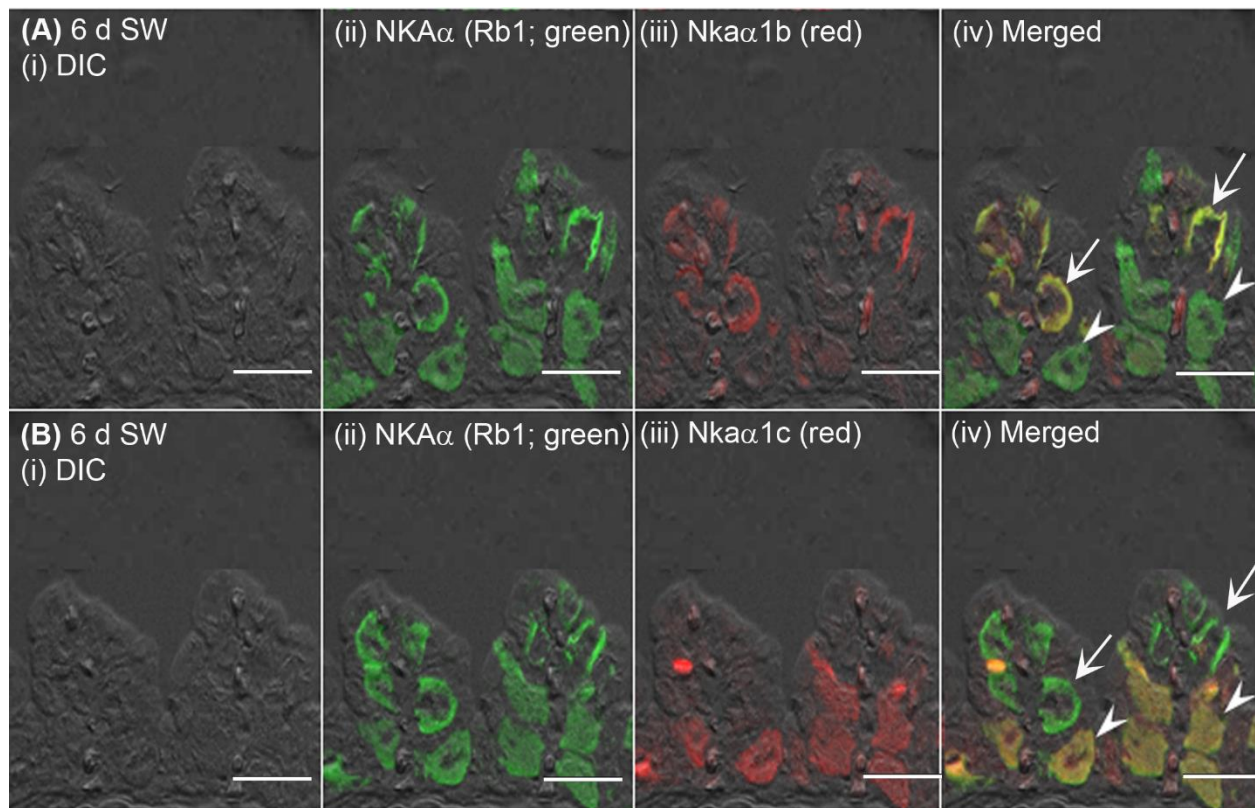 (A) 6 d SW
(i) DIC
(ii) NKAα (Rb1; green)
(iii) Nkaα1b (red)
(iv) Merged
(B) 6 d SW
(i) DIC
(ii) NKAα (Rb1; green)
(iii) Nkaα1c (red)
(iv) Merged